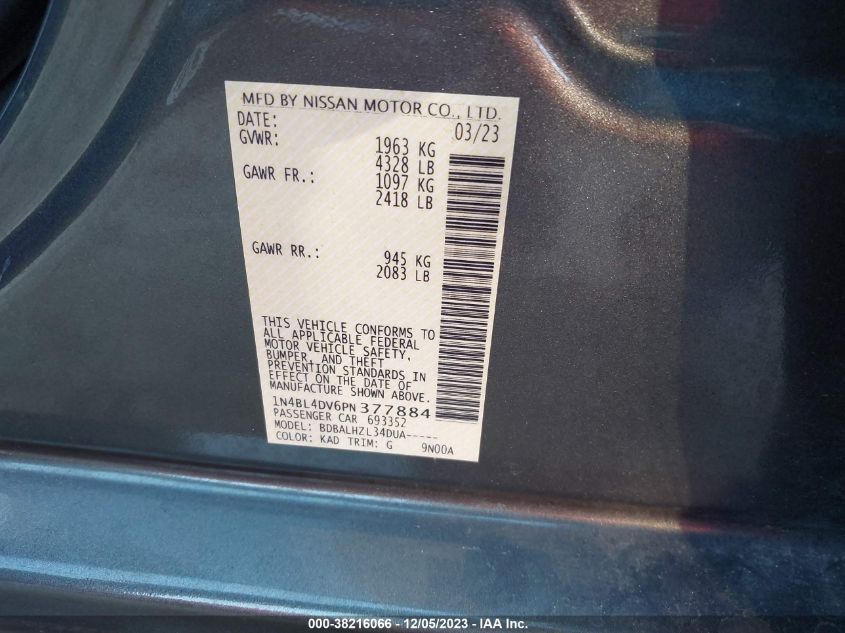 MFD BY NISSAN MOTOR CO., LTD.
DATE: 03/23
GVWR: 1963 KG
4328 LB
GAWR FR.: 1097 KG
2418 LB
GAWR RR.: 945 KG
2083 LB
THIS VEHICLE CONFORMS TO
ALL APPLICABLE FEDERAL
MOTOR VEHICLE SAFETY,
BUMPER, AND THEFT
PREVENTION STANDARDS IN
EFFECT ON THE DATE OF
MANUFACTURE SHOWN ABOVE.
1N4BL4DV6PN377884
PASSENGER CAR 693352
MODEL: BDBALHZL34DUA-----
COLOR: KAD TRIM: G 9N00A
000-38216066 - 12/05/2023 - IAA Inc.